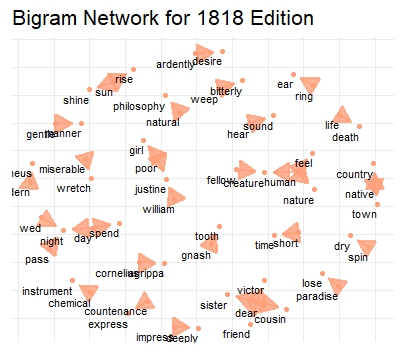 Bigram Network for 1818 Edition
ardently desire
rise
sun
shine
bitterly
weep
ear
ring
philosophy
natural
life
death
gentle manner
hear sound
girl
poor
miserable
wretch
feel
fellow creature human
nature
country
native
town
justine
william
wed
night
day spend
pass
tooth
gnash
time short
dry
spin
cornelius agrippa
instrument
chemical
countenance
express
victor
sister
dear
cousin
friend
lose
paradise
impress deeply